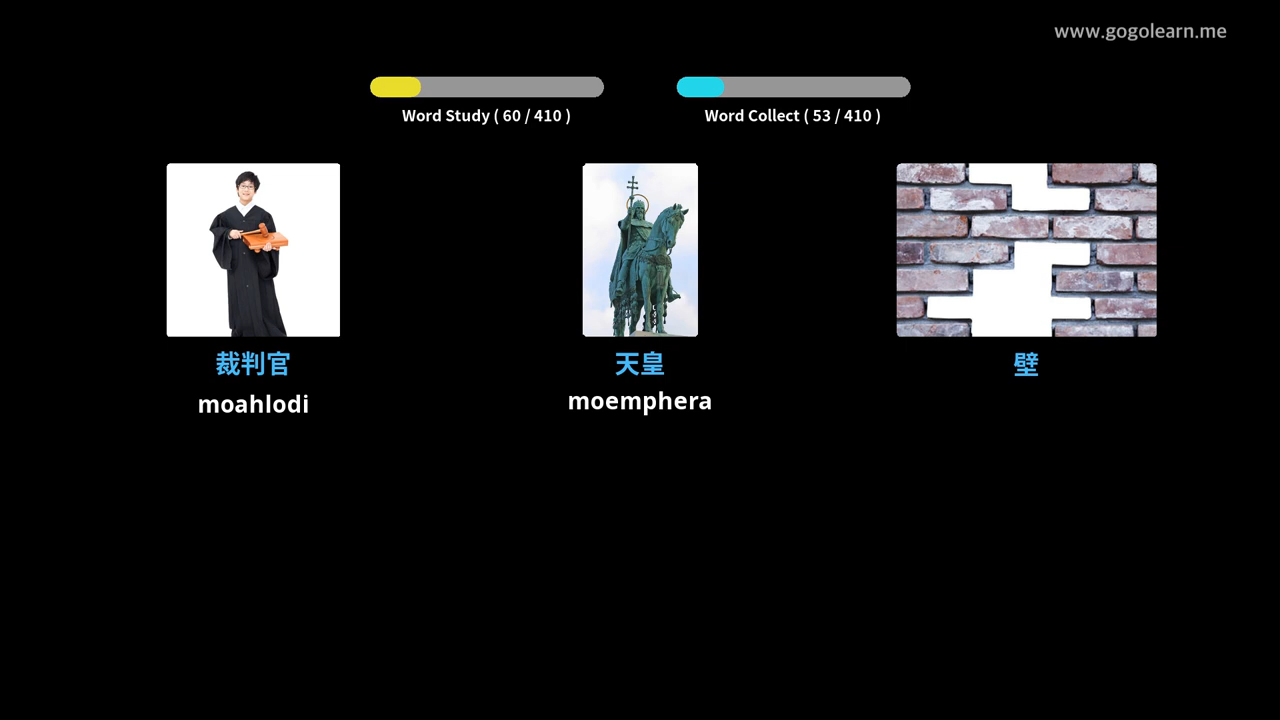 www.gogolearn.me
Word Study ( 60 / 410 )
Word Collect ( 53 / 410 )
裁判官
天皇
壁
moahlodi
moemphera